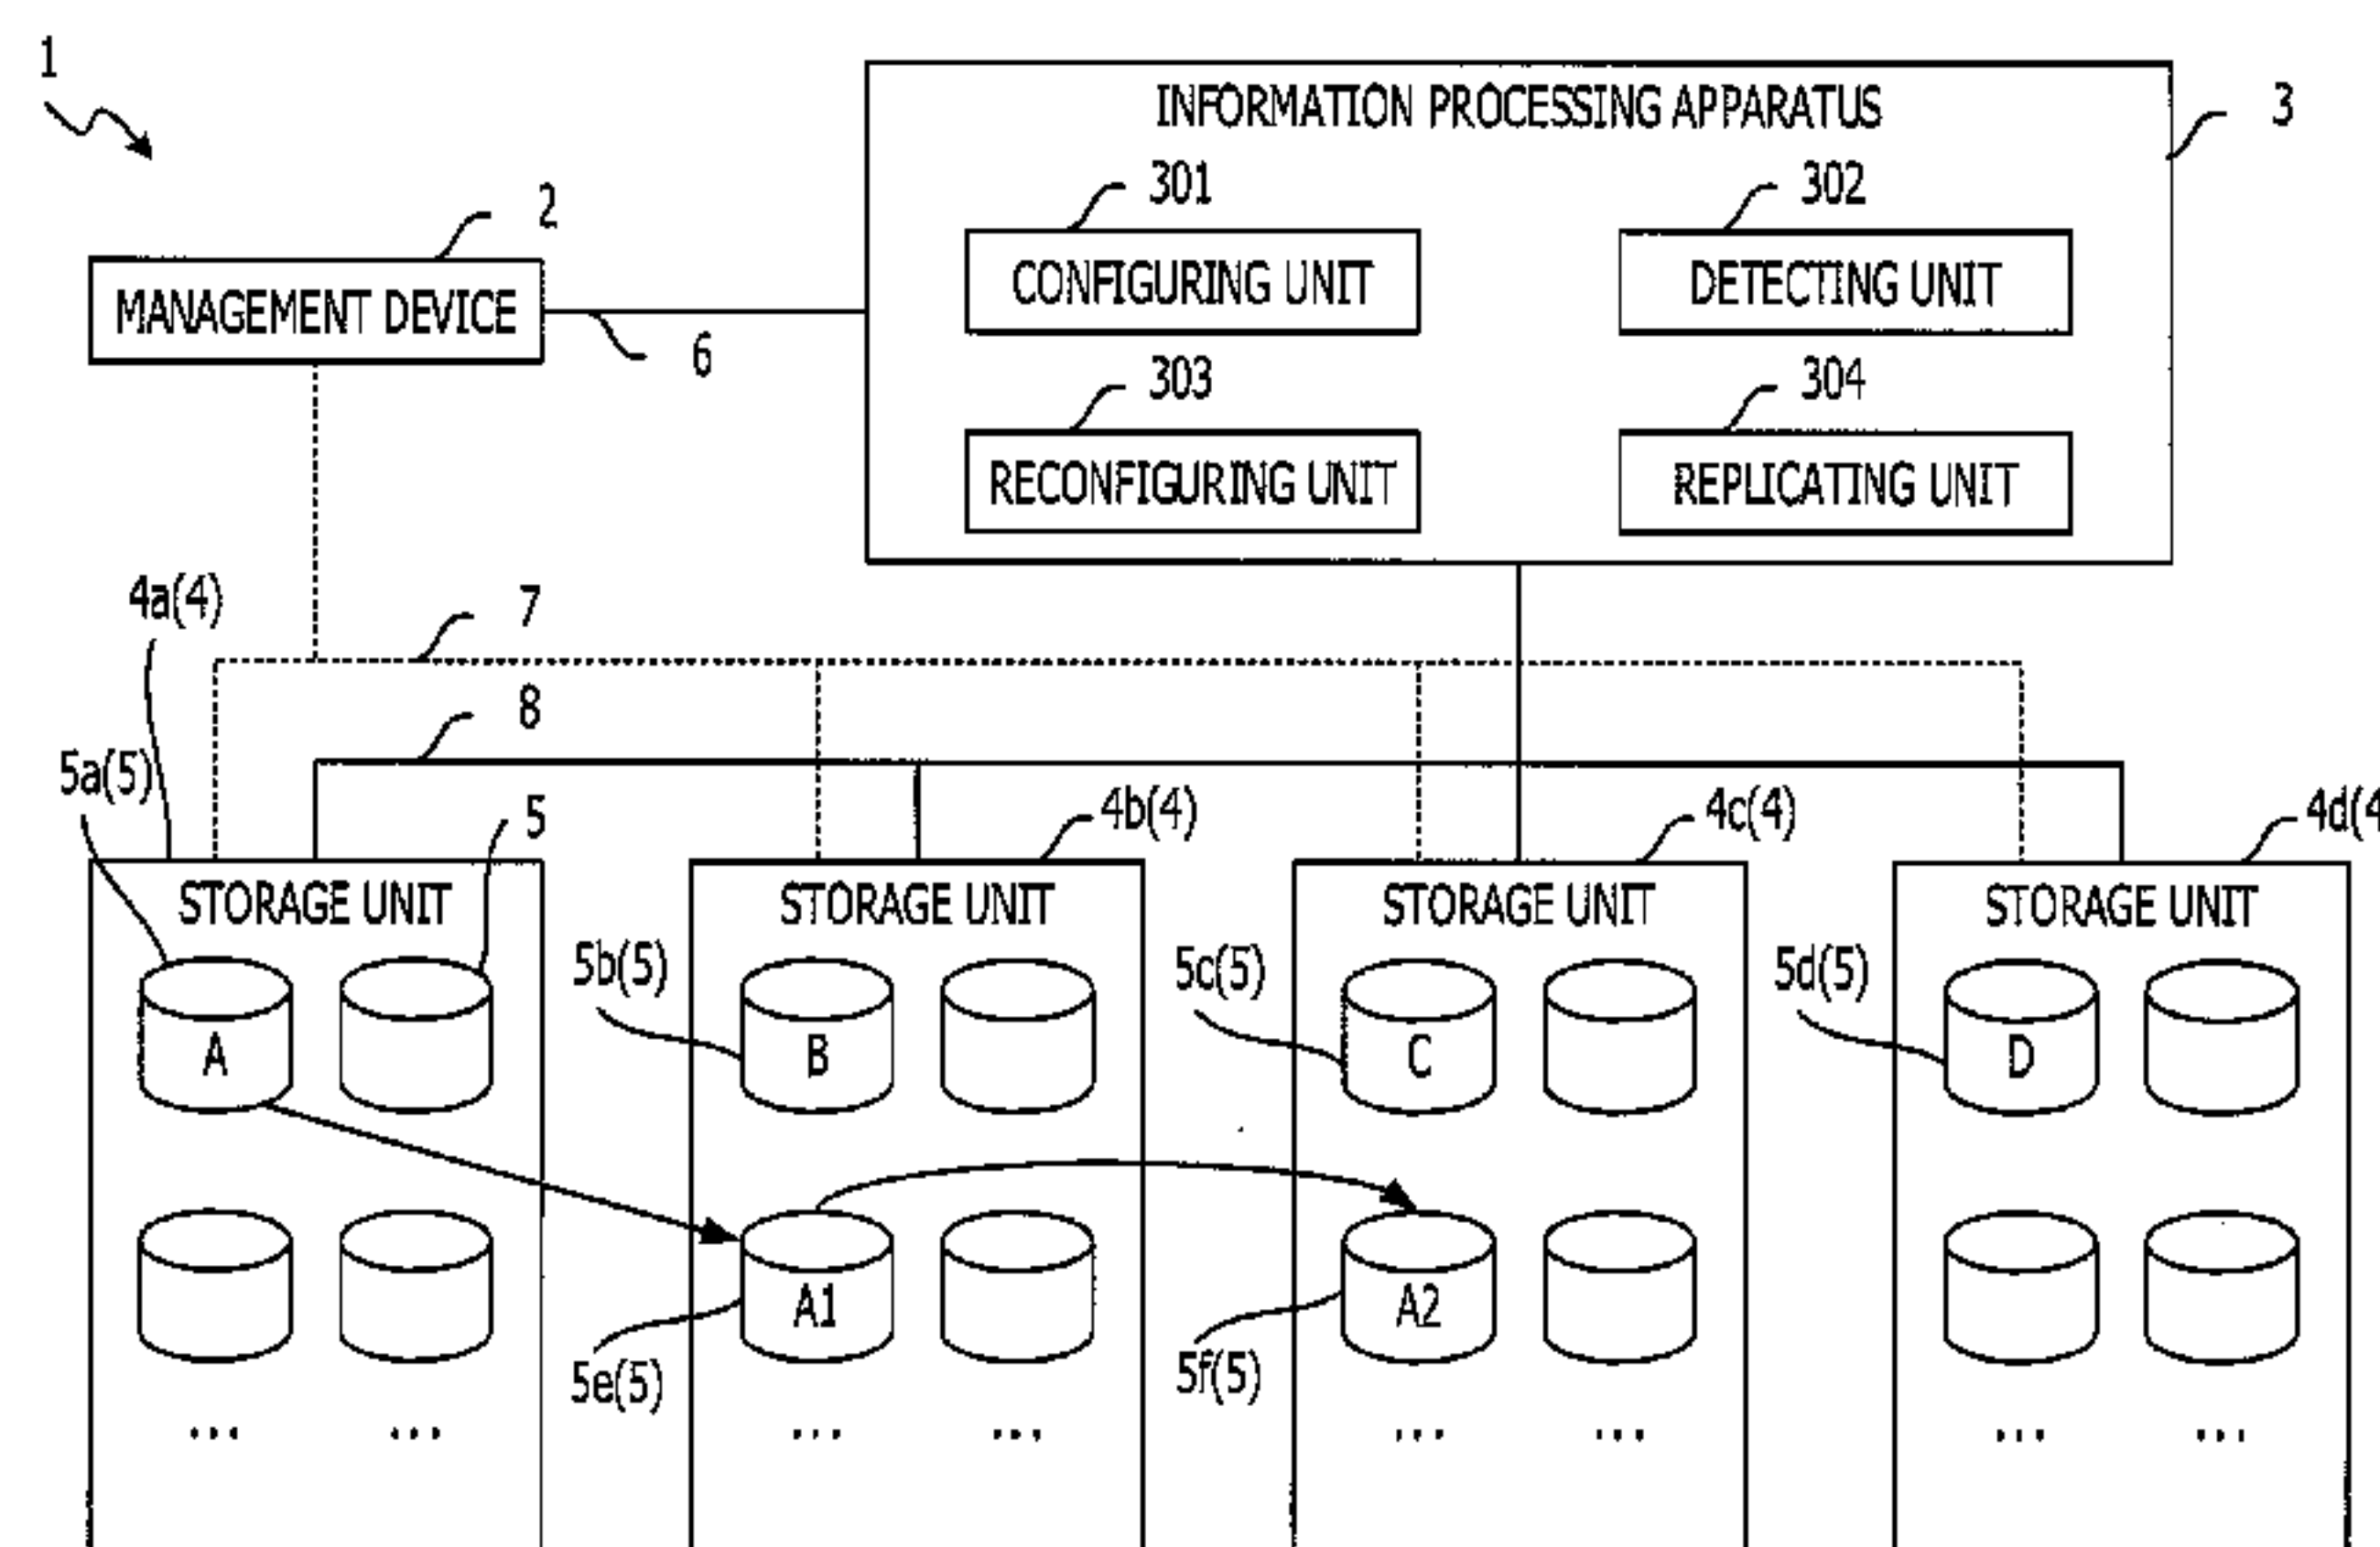 1
INFORMATION PROCESSING APPARATUS
3
301
302
2
CONFIGURING UNIT
DETECTING UNIT
MANAGEMENT DEVICE
6
303
304
RECONFIGURING UNIT
REPLICATING UNIT
4a(4)
7
8
5a(5)
5
4b(4)
4c(4)
4d(4
STORAGE UNIT
STORAGE UNIT
STORAGE UNIT
STORAGE UNIT
5b(5)
5c(5)
5d(5)
A
B
C
D
A1
A2
5e(5)
5f(5)
... ...
... ...
... ...
... ...